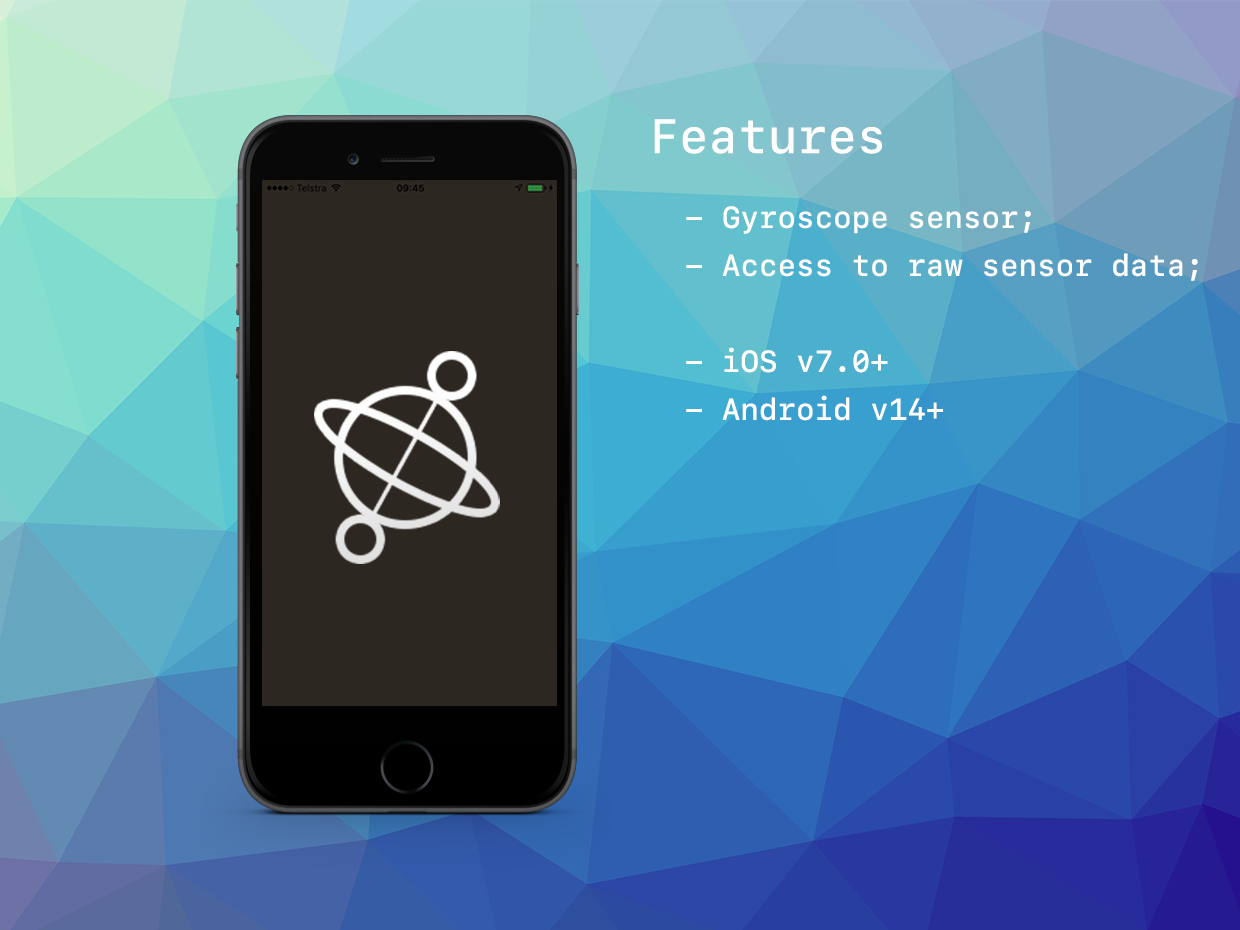 Telstra
09:45
Features
– Gyroscope sensor;
– Access to raw sensor data;
– iOS v7.0+
– Android v14+